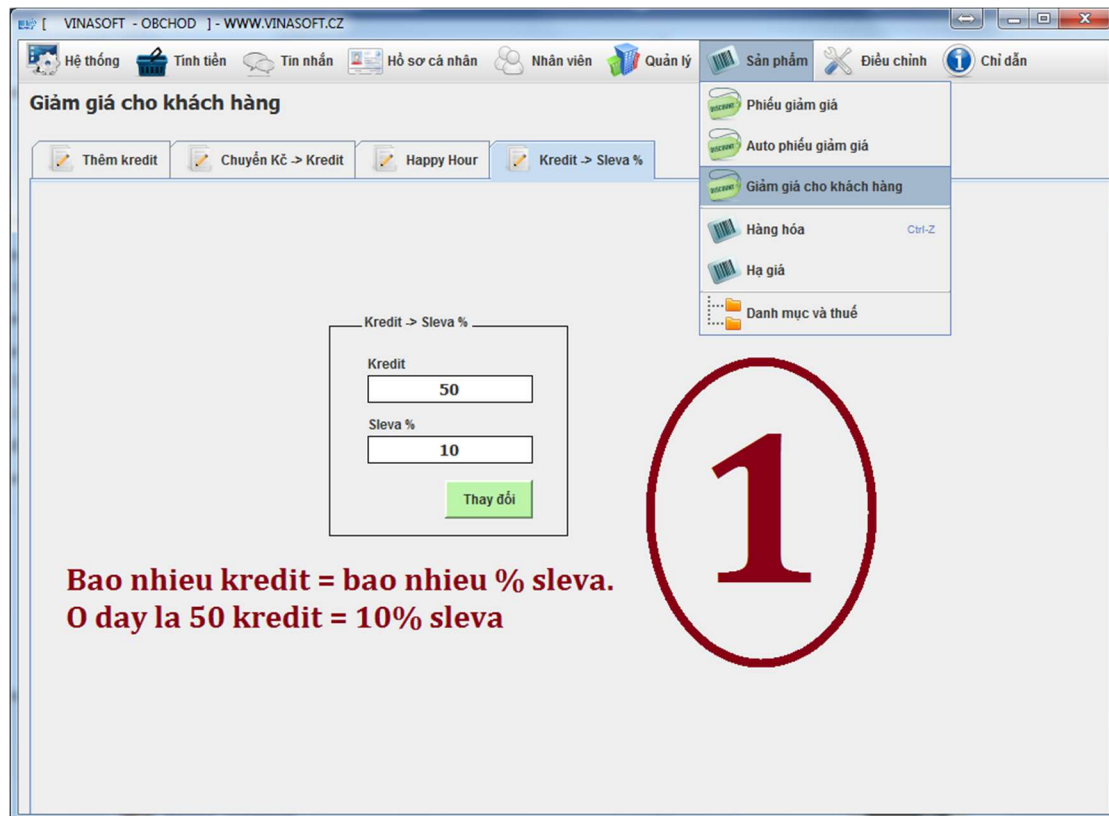 [ VINASOFT - OBCHOD ] - WWW.VINASOFT.CZ
Hệ thống Tính tiền Tin nhắn Hồ sơ cá nhân Nhân viên Quản lý Sản phẩm Điều chỉnh Chỉ dẫn
Giảm giá cho khách hàng
Thêm kredit Chuyển Kč -> Kredit Happy Hour Kredit -> Sleva %
DISCOUNT Phiếu giảm giá
DISCOUNT Auto phiếu giảm giá
DISCOUNT Giảm giá cho khách hàng
Hàng hóa Ctrl-Z
Hạ giá
Danh mục và thuế
Kredit -> Sleva %
Kredit
50
Sleva %
10
Thay đổi
1
Bao nhieu kredit = bao nhieu % sleva.
O day la 50 kredit = 10% sleva